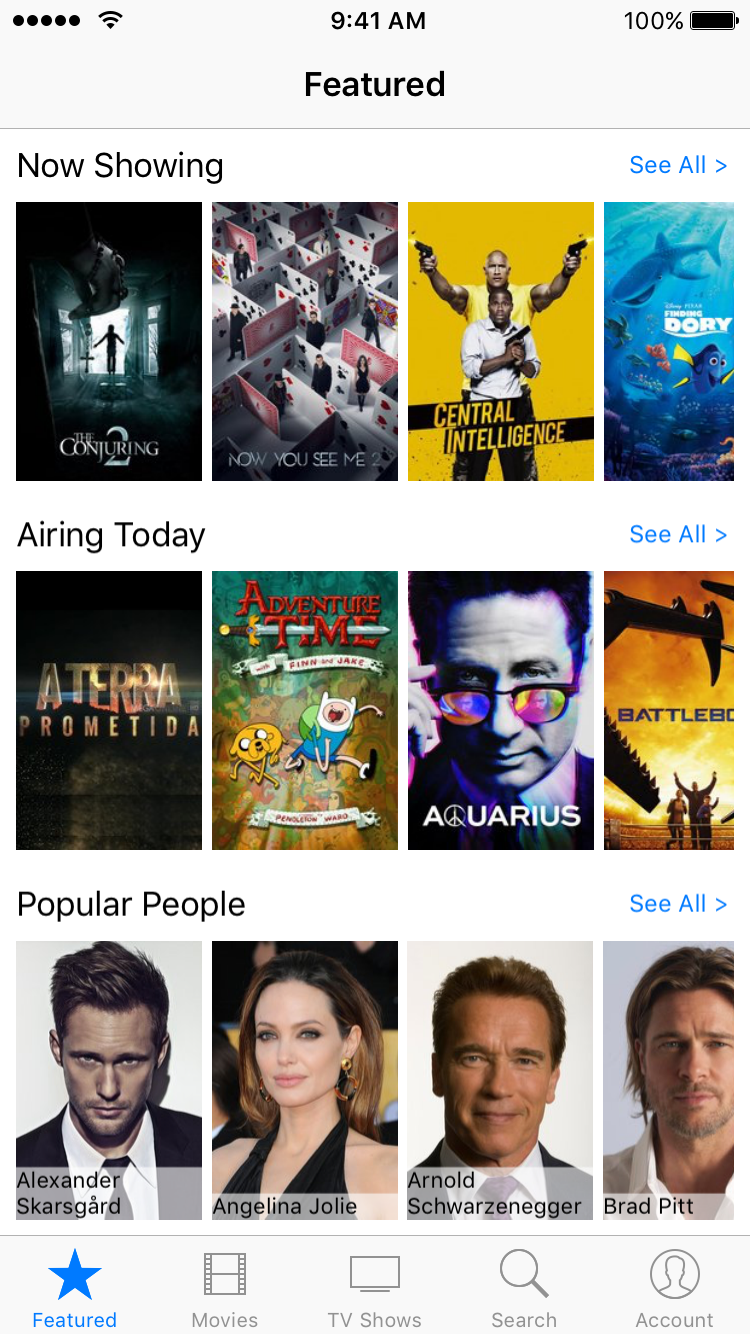 9:41 AM
100%
Featured
Now Showing
See All >
THE
CONJURING
2
NOW YOU SEE ME 2
CENTRAL
INTELLIGENCE
Disney PIXAR
FINDING
DORY
Airing Today
See All >
A TERRA
PROMETIDA
ADVENTURE
TIME
with FINN and JAKE
PENDLETON WARD
AQUARIUS
BATTLEBO
Popular People
See All >
Alexander
Skarsgård
Angelina Jolie
Arnold
Schwarzenegger
Brad Pitt
Featured
Movies
TV Shows
Search
Account